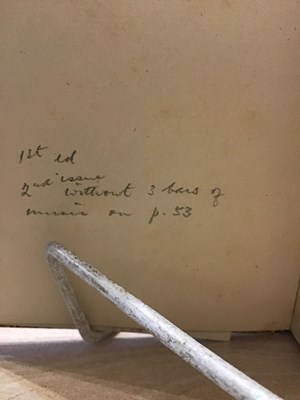 1st ed
2nd issue without 3 bars of
music on p. 53